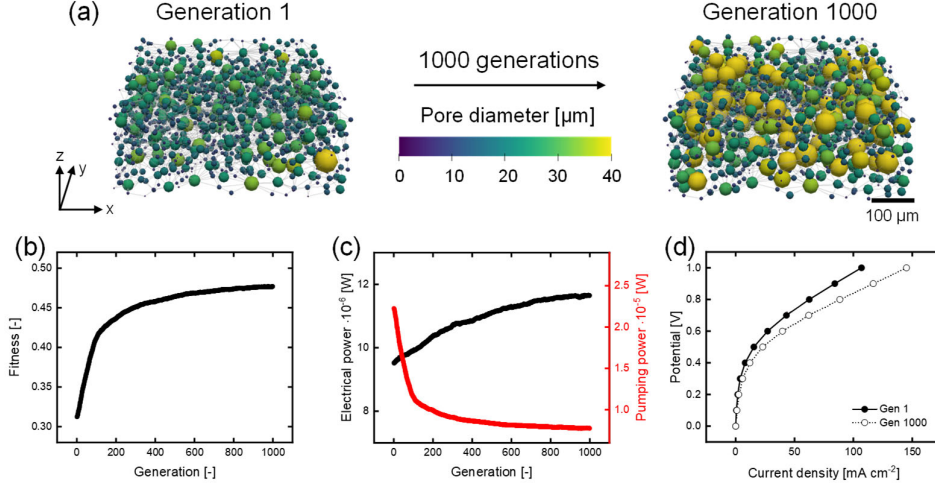 (a)
Generation 1
Generation 1000
1000 generations
Pore diameter [µm]
0 10 20 30 40
z
y
x
100 µm
(b)
0.50
0.45
0.40
0.35
0.30
Fitness [-]
0 200 400 600 800 1000
Generation [-]
(c)
12
10
8
Electrical power ·10⁻⁶ [W]
2.5
2.0
1.5
1.0
Pumping power ·10⁻⁵ [W]
0 200 400 600 800 1000
Generation [-]
(d)
1.0
0.8
0.6
0.4
0.2
0.0
Potential [V]
Gen 1
Gen 1000
0 50 100 150
Current density [mA cm⁻²]